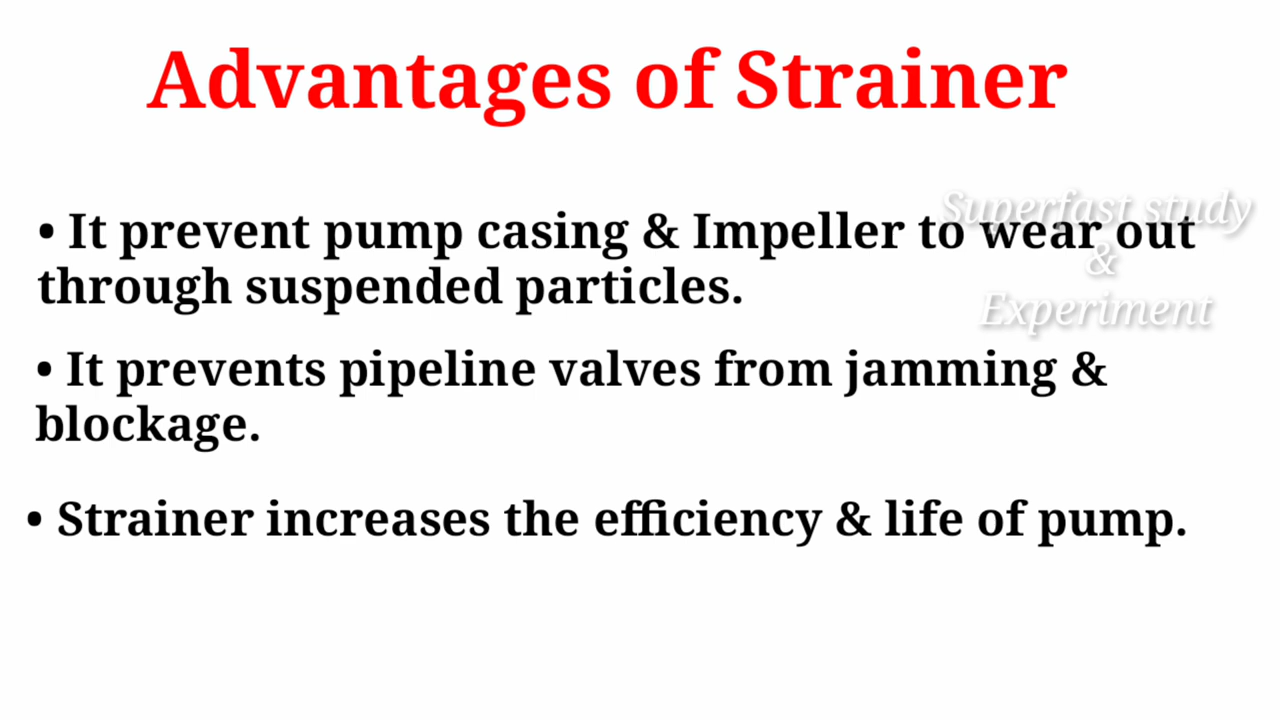 Advantages of Strainer
Superfast study
&
Experiment
• It prevent pump casing & Impeller to wear out
through suspended particles.
• It prevents pipeline valves from jamming &
blockage.
• Strainer increases the efficiency & life of pump.